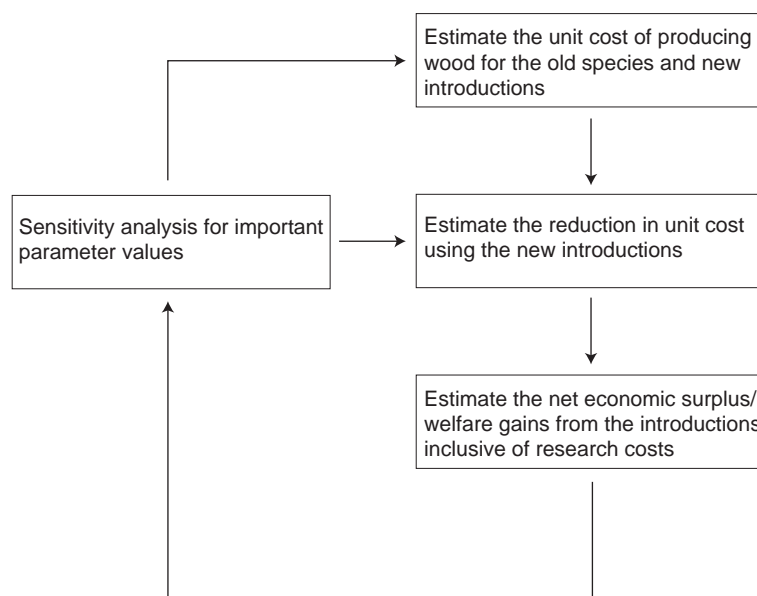 Estimate the unit cost of producing
wood for the old species and new
introductions
Sensitivity analysis for important
parameter values
Estimate the reduction in unit cost
using the new introductions
Estimate the net economic surplus/
welfare gains from the introductions
inclusive of research costs